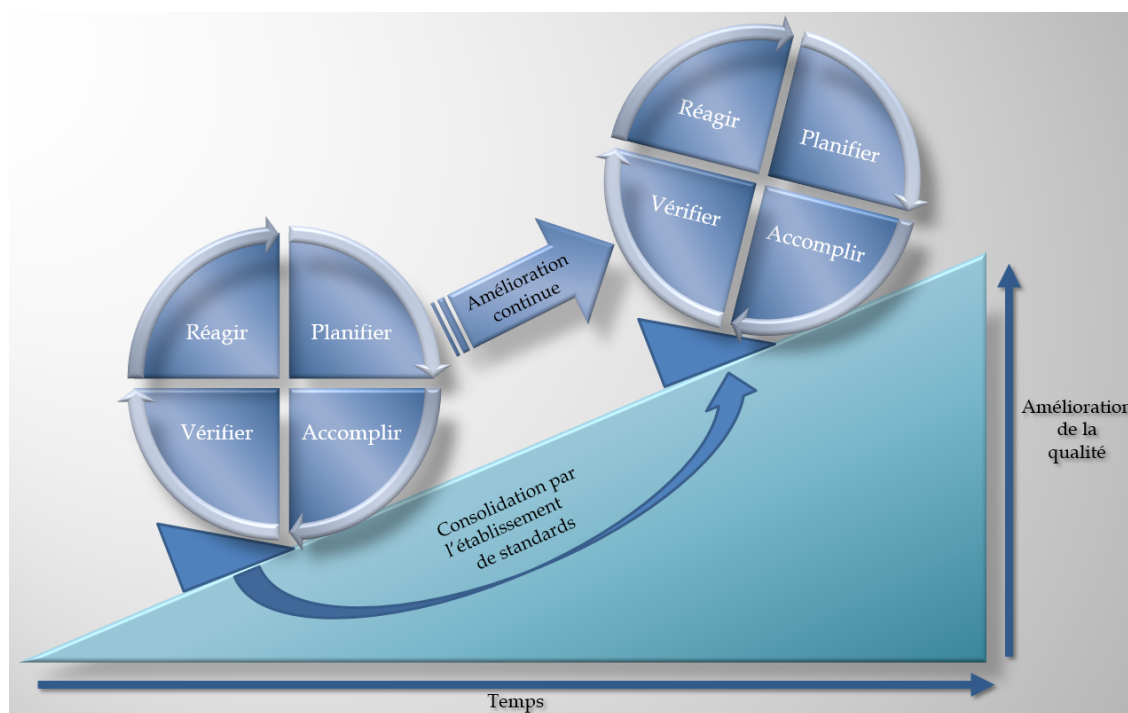 Réagir
Planifier
Vérifier
Accomplir
Amélioration
continue
Réagir
Planifier
Vérifier
Accomplir
Consolidation par
l'établissement
de standards
Amélioration
de la
qualité
Temps